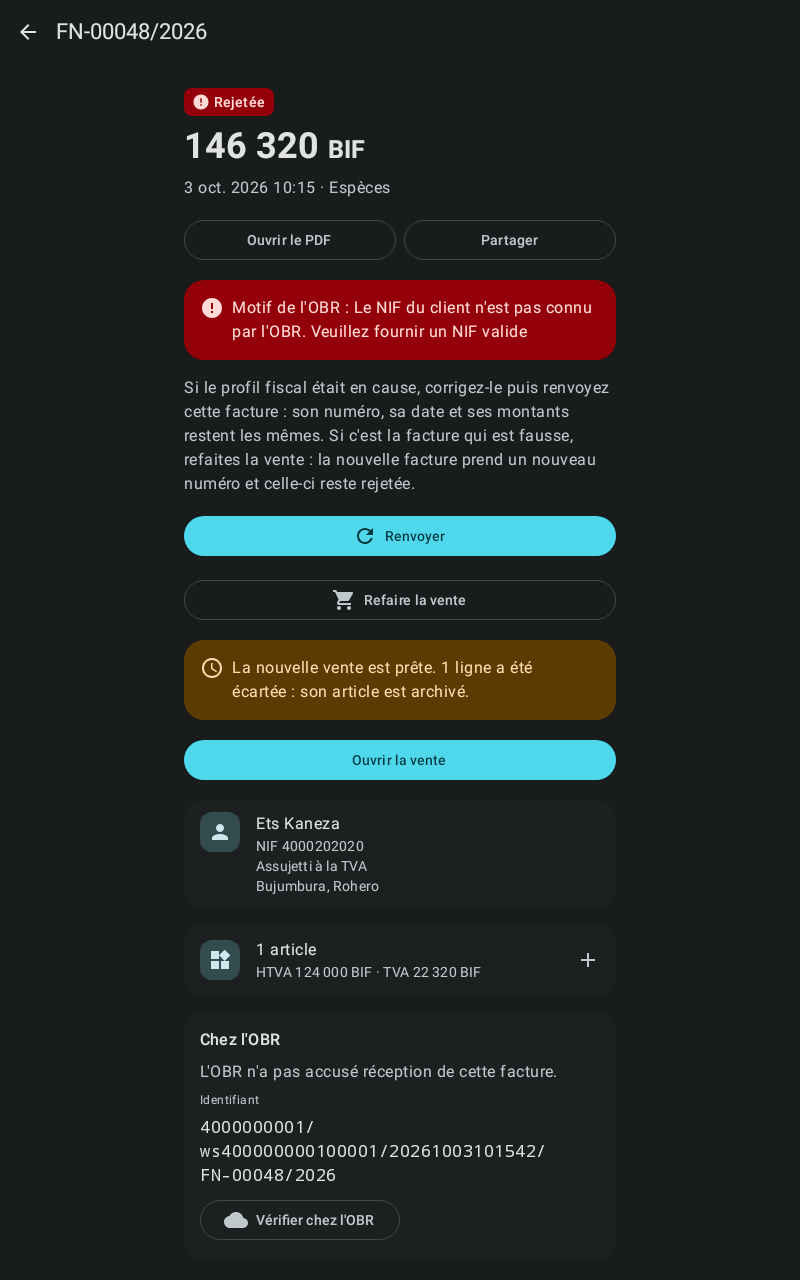 FN-00048/2026
Rejetée
146 320 BIF
3 oct. 2026 10:15 · Espèces
Ouvrir le PDF
Partager
Motif de l'OBR : Le NIF du client n'est pas connu
par l'OBR. Veuillez fournir un NIF valide
Si le profil fiscal était en cause, corrigez-le puis renvoyez
cette facture : son numéro, sa date et ses montants
restent les mêmes. Si c'est la facture qui est fausse,
refaites la vente : la nouvelle facture prend un nouveau
numéro et celle-ci reste rejetée.
Renvoyer
Refaire la vente
La nouvelle vente est prête. 1 ligne a été
écartée : son article est archivé.
Ouvrir la vente
Ets Kaneza
NIF 4000202020
Assujetti à la TVA
Bujumbura, Rohero
1 article
HTVA 124 000 BIF · TVA 22 320 BIF
Chez l'OBR
L'OBR n'a pas accusé réception de cette facture.
Identifiant
4000000001/
ws400000000100001/20261003101542/
FN-00048/2026
Vérifier chez l'OBR